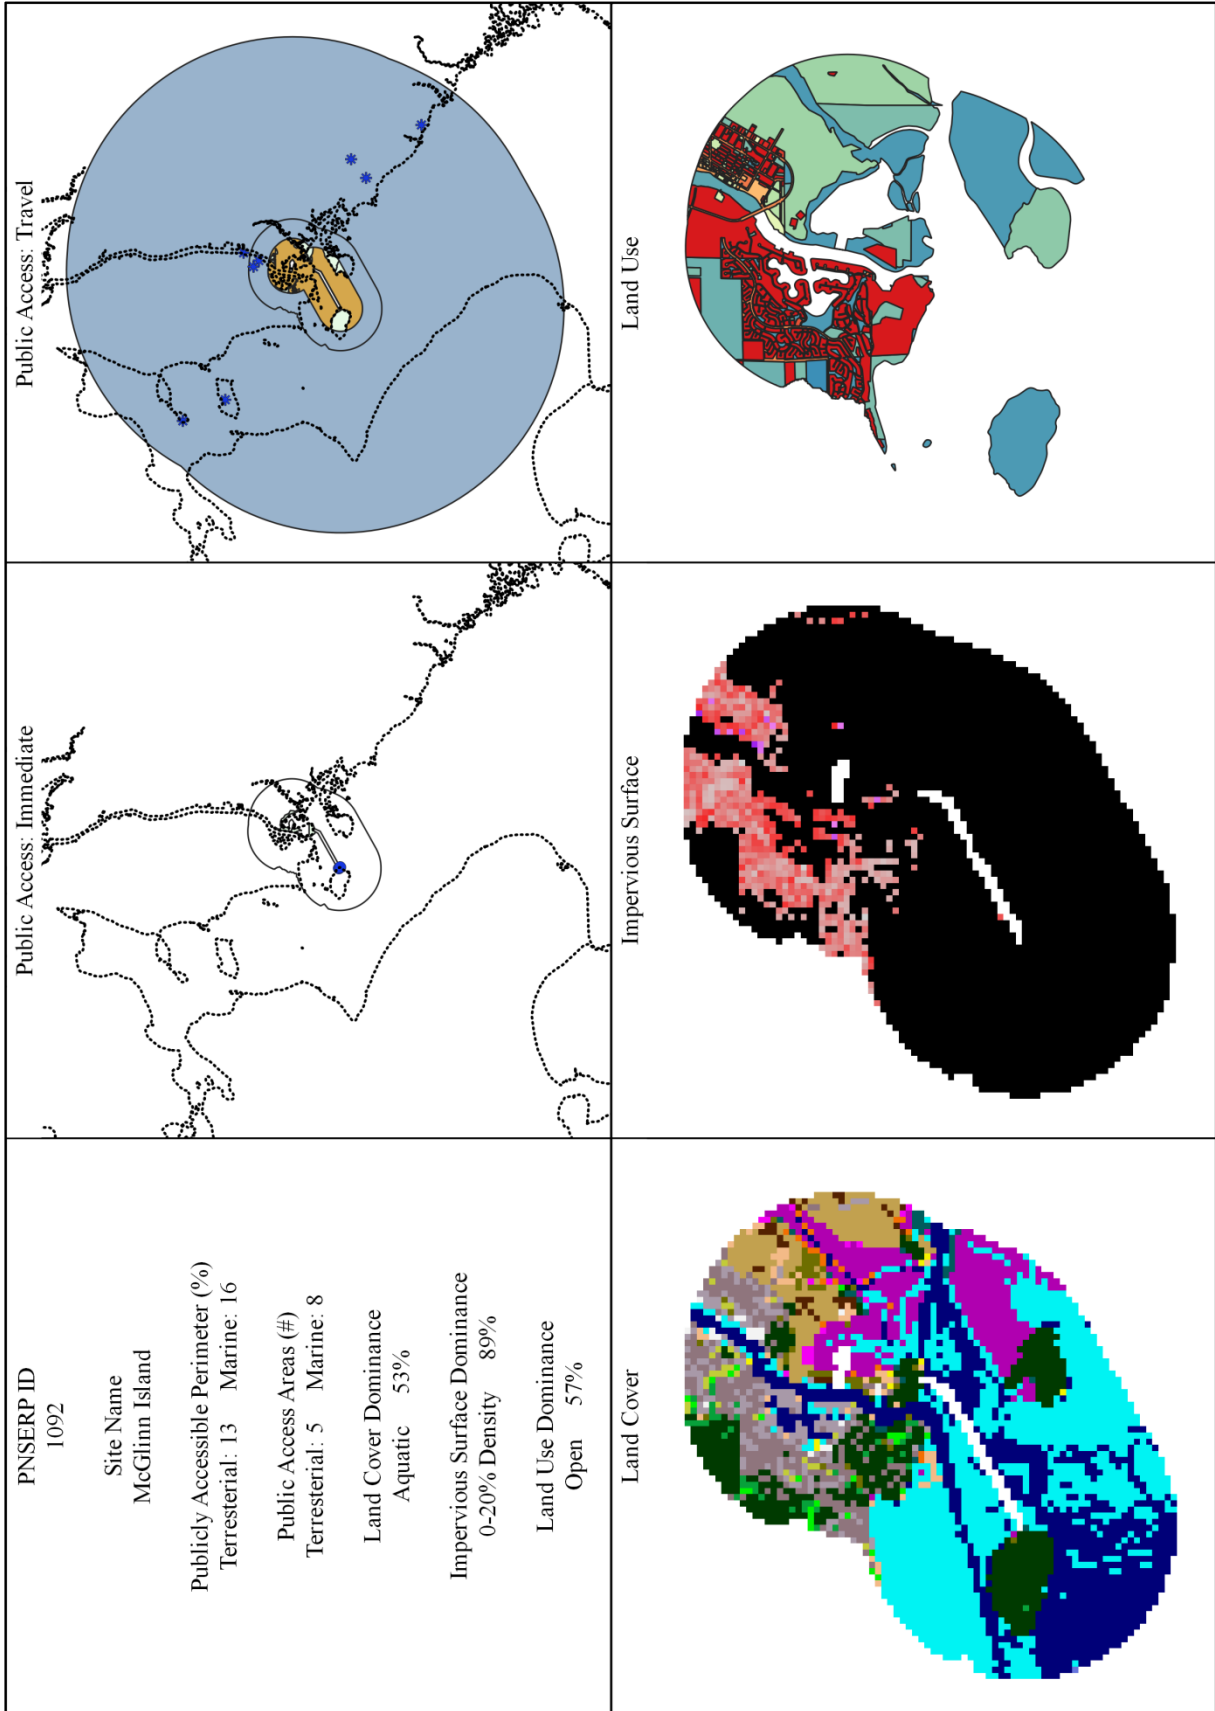 PNSERP ID
1092
Site Name
McGlinn Island
Publicly Accessible Perimeter (%)
Terresterial: 13 Marine: 16
Public Access Areas (#)
Terresterial: 5 Marine: 8
Land Cover Dominance
Aquatic 53%
Impervious Surface Dominance
0-20% Density 89%
Land Use Dominance
Open 57%
Public Access: Immediate
Public Access: Travel
Land Cover
Impervious Surface
Land Use